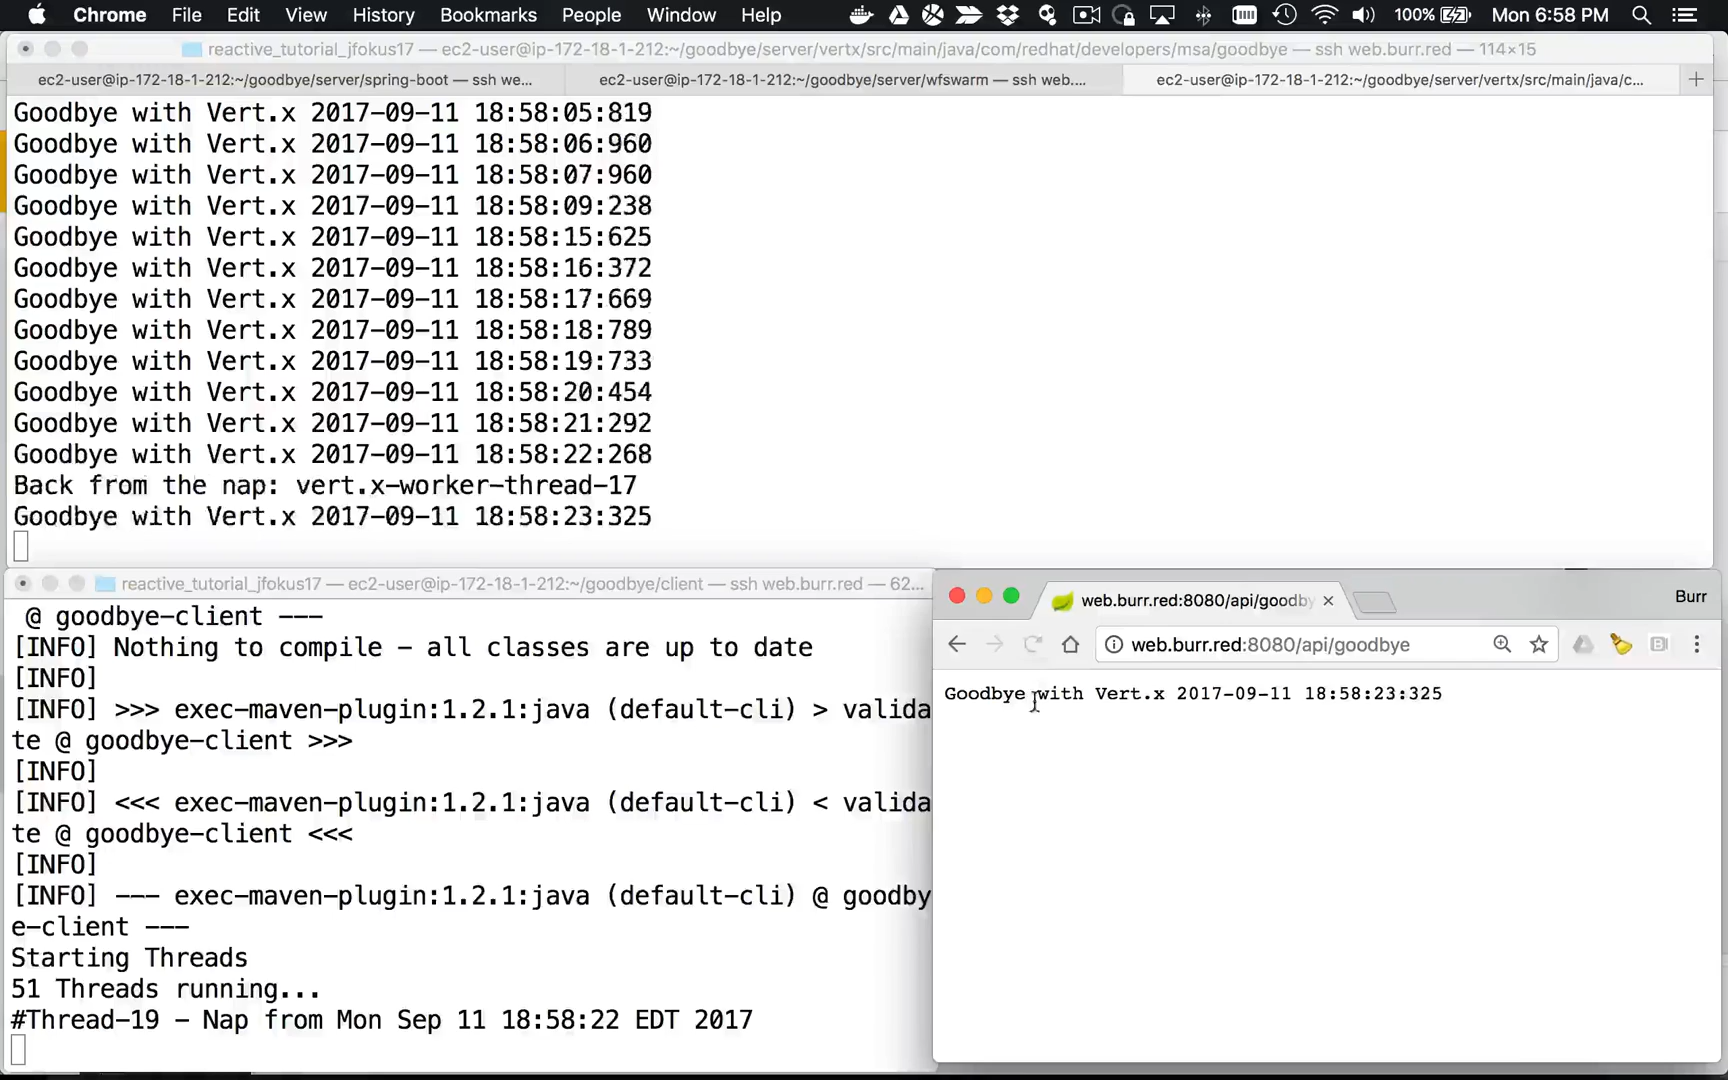 Chrome File Edit View History Bookmarks People Window Help 100% Mon 6:58 PM
reactive_tutorial_jfokus17 — ec2-user@ip-172-18-1-212:~/goodbye/server/vertx/src/main/java/com/redhat/developers/msa/goodbye — ssh web.burr.red — 114×15
ec2-user@ip-172-18-1-212:~/goodbye/server/spring-boot — ssh we... ec2-user@ip-172-18-1-212:~/goodbye/server/wfswarm — ssh web.... ec2-user@ip-172-18-1-212:~/goodbye/server/vertx/src/main/java/c... +
Goodbye with Vert.x 2017-09-11 18:58:05:819
Goodbye with Vert.x 2017-09-11 18:58:06:960
Goodbye with Vert.x 2017-09-11 18:58:07:960
Goodbye with Vert.x 2017-09-11 18:58:09:238
Goodbye with Vert.x 2017-09-11 18:58:15:625
Goodbye with Vert.x 2017-09-11 18:58:16:372
Goodbye with Vert.x 2017-09-11 18:58:17:669
Goodbye with Vert.x 2017-09-11 18:58:18:789
Goodbye with Vert.x 2017-09-11 18:58:19:733
Goodbye with Vert.x 2017-09-11 18:58:20:454
Goodbye with Vert.x 2017-09-11 18:58:21:292
Goodbye with Vert.x 2017-09-11 18:58:22:268
Back from the nap: vert.x-worker-thread-17
Goodbye with Vert.x 2017-09-11 18:58:23:325
reactive_tutorial_jfokus17 — ec2-user@ip-172-18-1-212:~/goodbye/client — ssh web.burr.red — 62...
@ goodbye-client ---
[INFO] Nothing to compile - all classes are up to date
[INFO]
[INFO] >>> exec-maven-plugin:1.2.1:java (default-cli) > valida
te @ goodbye-client >>>
[INFO]
[INFO] <<< exec-maven-plugin:1.2.1:java (default-cli) < valida
te @ goodbye-client <<<
[INFO]
[INFO] --- exec-maven-plugin:1.2.1:java (default-cli) @ goodby
e-client ---
Starting Threads
51 Threads running...
#Thread-19 - Nap from Mon Sep 11 18:58:22 EDT 2017
web.burr.red:8080/api/goodby
Burr
web.burr.red:8080/api/goodbye
Goodbye with Vert.x 2017-09-11 18:58:23:325